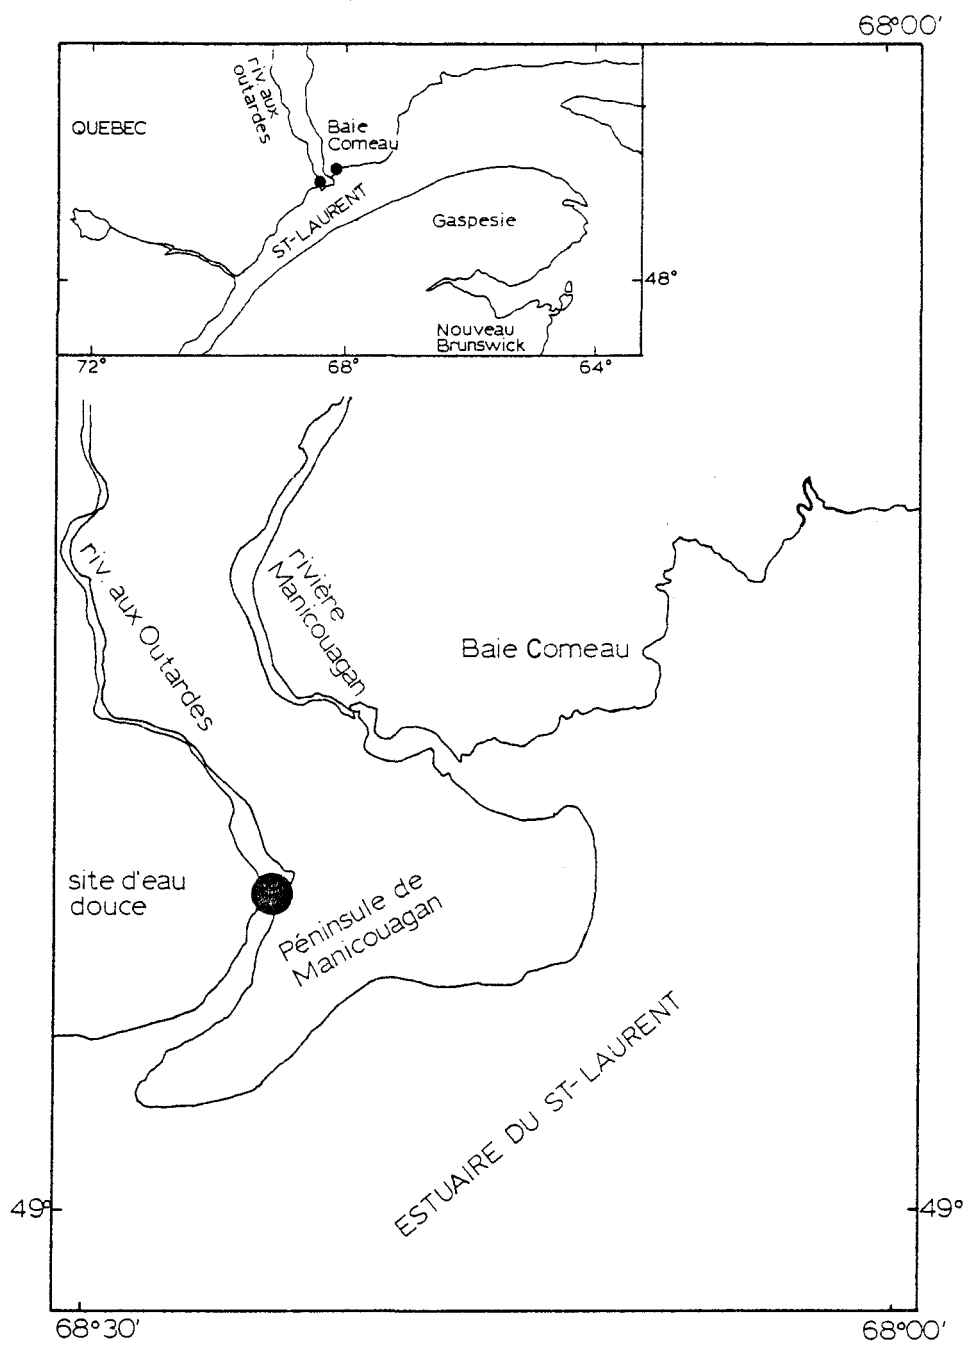 68°00'
riv. aux
outardes
QUEBEC
Baie
Comeau
ST-LAURENT
Gaspesie
48°
Nouveau
Brunswick
72°
68°
64°
riv. aux Outardes
rivière
Manicouagan
Baie Comeau
site d'eau
douce
Péninsule de
Manicouagan
ESTUAIRE DU ST-LAURENT
49°
49°
68°30'
68°00'